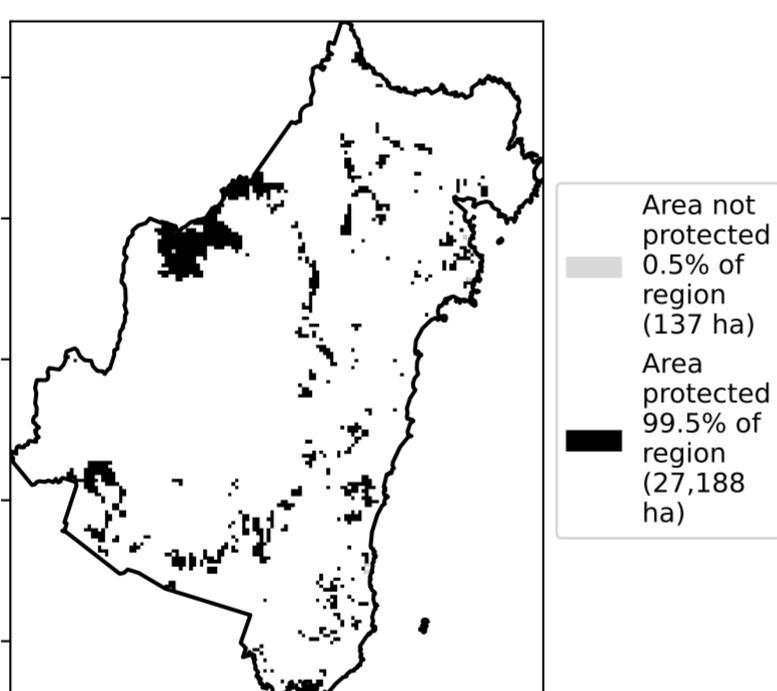 Area not
protected
0.5% of
region
(137 ha)
Area
protected
99.5% of
region
(27,188
ha)